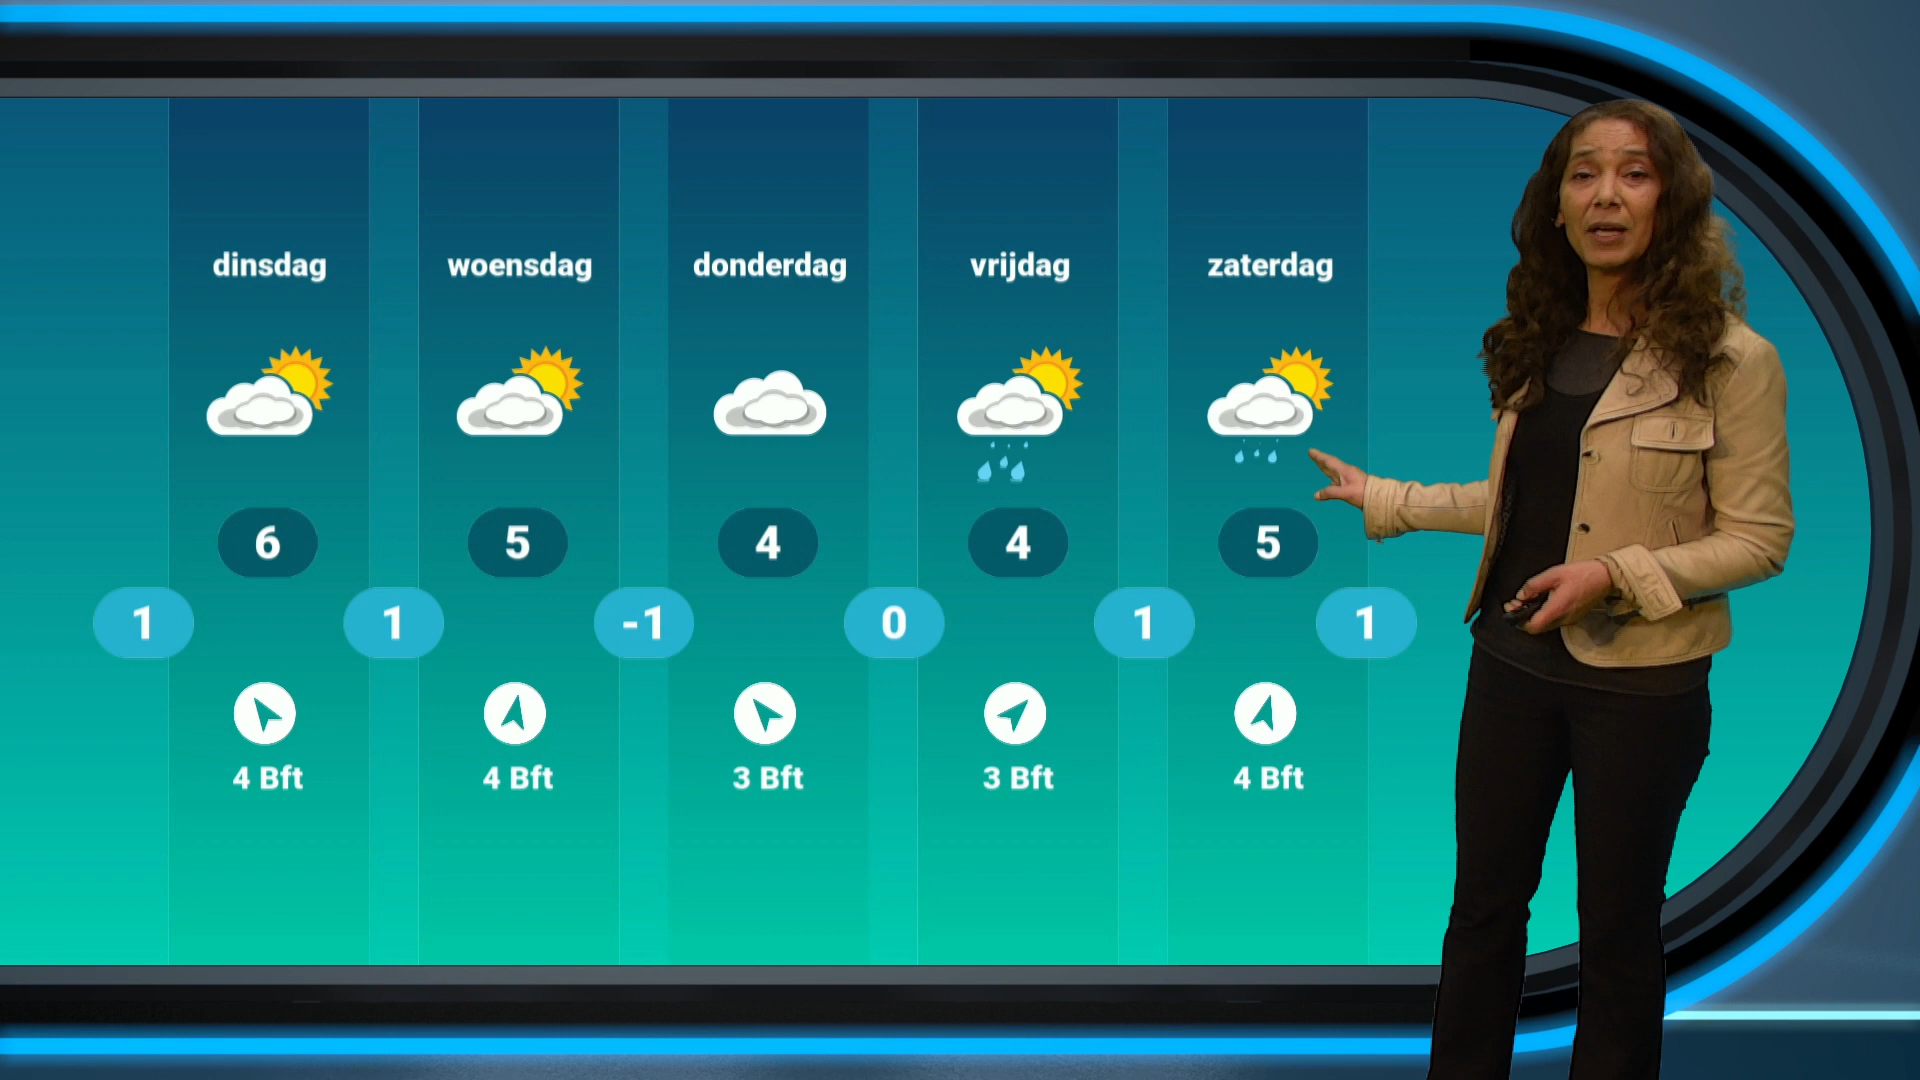 dinsdag woensdag donderdag vrijdag zaterdag
6 5 4 4 5
1 1 -1 0 1 1
4 Bft 4 Bft 3 Bft 3 Bft 4 Bft